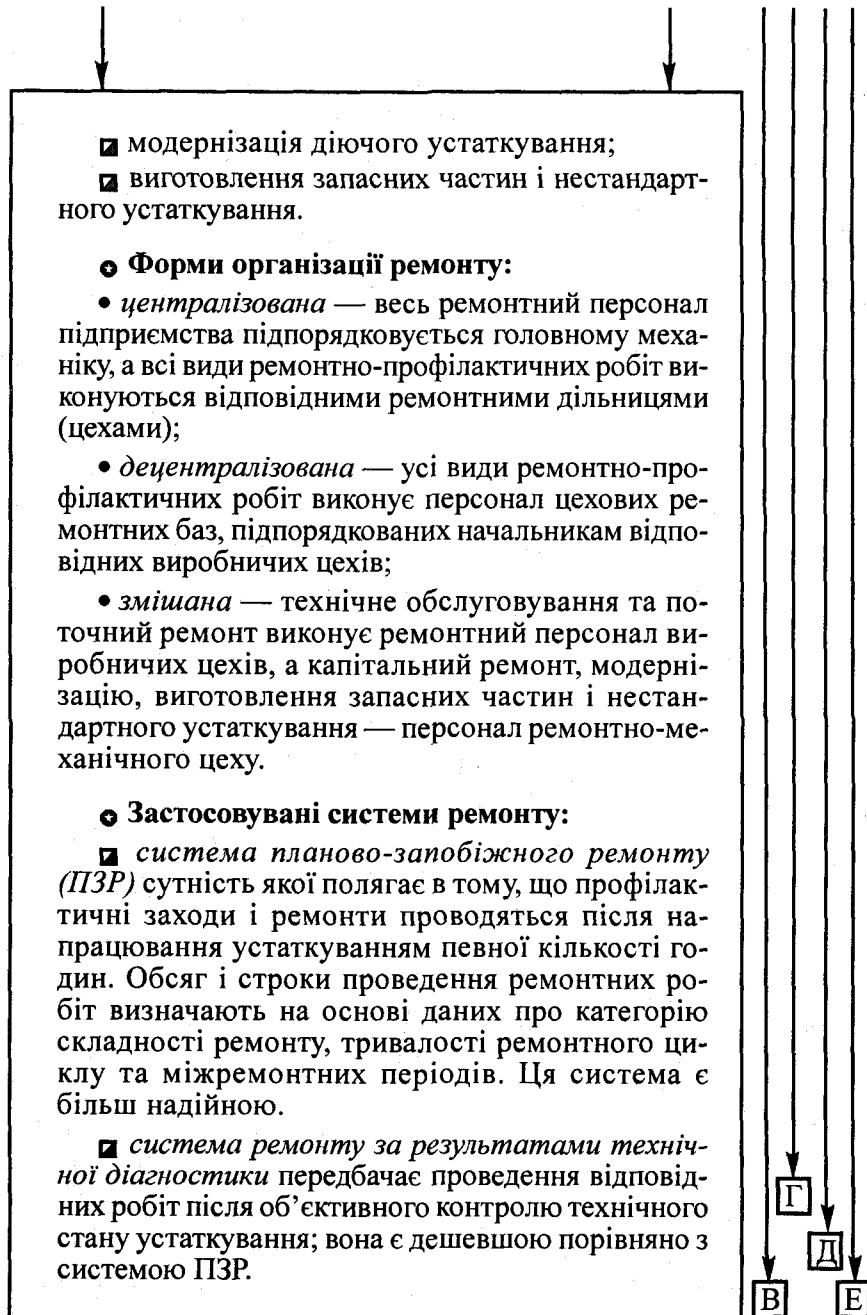 модернізація діючого устаткування;
виготовлення запасних частин і нестандарт-
ного устаткування.
Форми організації ремонту:
• централізована — весь ремонтний персонал
підприємства підпорядковується головному меха-
ніку, а всі види ремонтно-профілактичних робіт ви-
конуються відповідними ремонтними дільницями
(цехами);
• децентралізована — усі види ремонтно-про-
філактичних робіт виконує персонал цехових ре-
монтних баз, підпорядкованих начальникам відпо-
відних виробничих цехів;
• змішана — технічне обслуговування та по-
точний ремонт виконує ремонтний персонал ви-
робничих цехів, а капітальний ремонт, модерні-
зацію, виготовлення запасних частин і нестан-
дартного устаткування — персонал ремонтно-ме-
ханічного цеху.
Застосовувані системи ремонту:
система планово-запобіжного ремонту
(ПЗР) сутність якої полягає в тому, що профілак-
тичні заходи і ремонти проводяться після на-
працювання устаткуванням певної кількості го-
дин. Обсяг і строки проведення ремонтних ро-
біт визначають на основі даних про категорію
складності ремонту, тривалості ремонтного ци-
клу та міжремонтних періодів. Ця система є
більш надійною.
система ремонту за результатами техніч-
ної діагностики передбачає проведення відповід-
них робіт після об’єктивного контролю технічного
стану устаткування; вона є дешевшою порівняно з
системою ПЗР.
Г
Д
В
Е